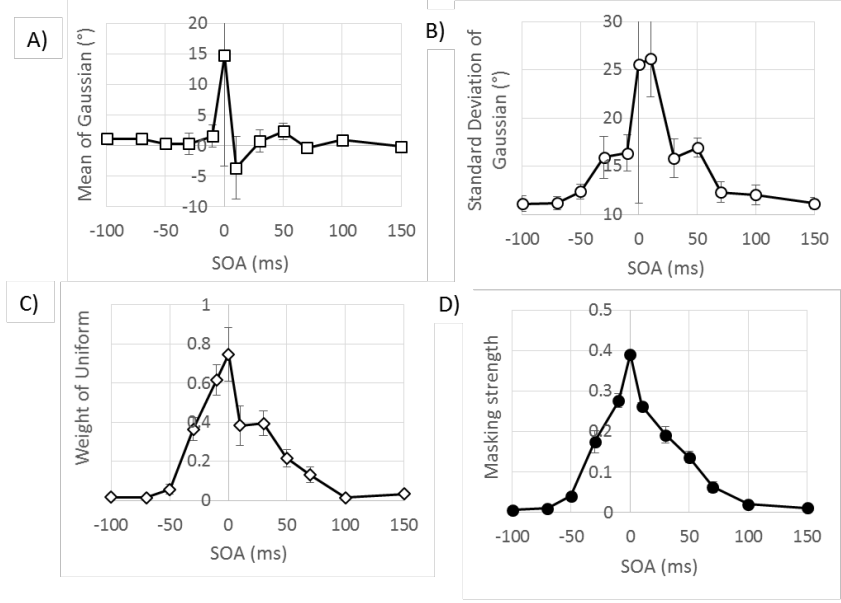 A)
Mean of Gaussian (°)
20
15
10
5
0
-5
-10
-100 -50 0 50 100 150
SOA (ms)
B)
Standard Deviation of
Gaussian (°)
30
25
20
15
10
-100 -50 0 50 100 150
SOA (ms)
C)
Weight of Uniform
1
0.8
0.6
0.4
0.2
0
-100 -50 0 50 100 150
SOA (ms)
D)
Masking strength
0.5
0.4
0.3
0.2
0.1
0
-100 -50 0 50 100 150
SOA (ms)